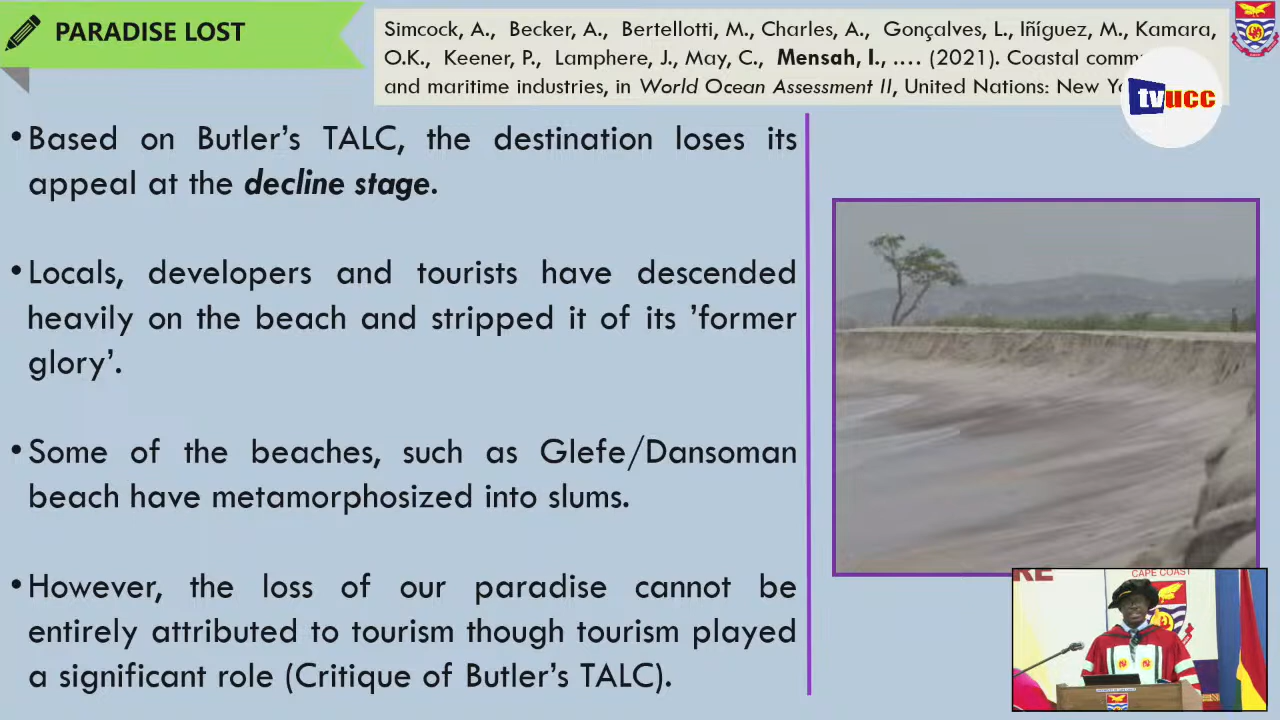 PARADISE LOST
Simcock, A., Becker, A., Bertellotti, M., Charles, A., Gonçalves, L., Iñíguez, M., Kamara,
O.K., Keener, P., Lamphere, J., May, C., Mensah, I., .… (2021). Coastal comm
and maritime industries, in World Ocean Assessment II, United Nations: New Yo
tvucc
•Based on Butler’s TALC, the destination loses its
appeal at the decline stage.
•Locals, developers and tourists have descended
heavily on the beach and stripped it of its ’former
glory’.
•Some of the beaches, such as Glefe/Dansoman
beach have metamorphosized into slums.
•However, the loss of our paradise cannot be
entirely attributed to tourism though tourism played
a significant role (Critique of Butler’s TALC).
RE
CAPE COAST